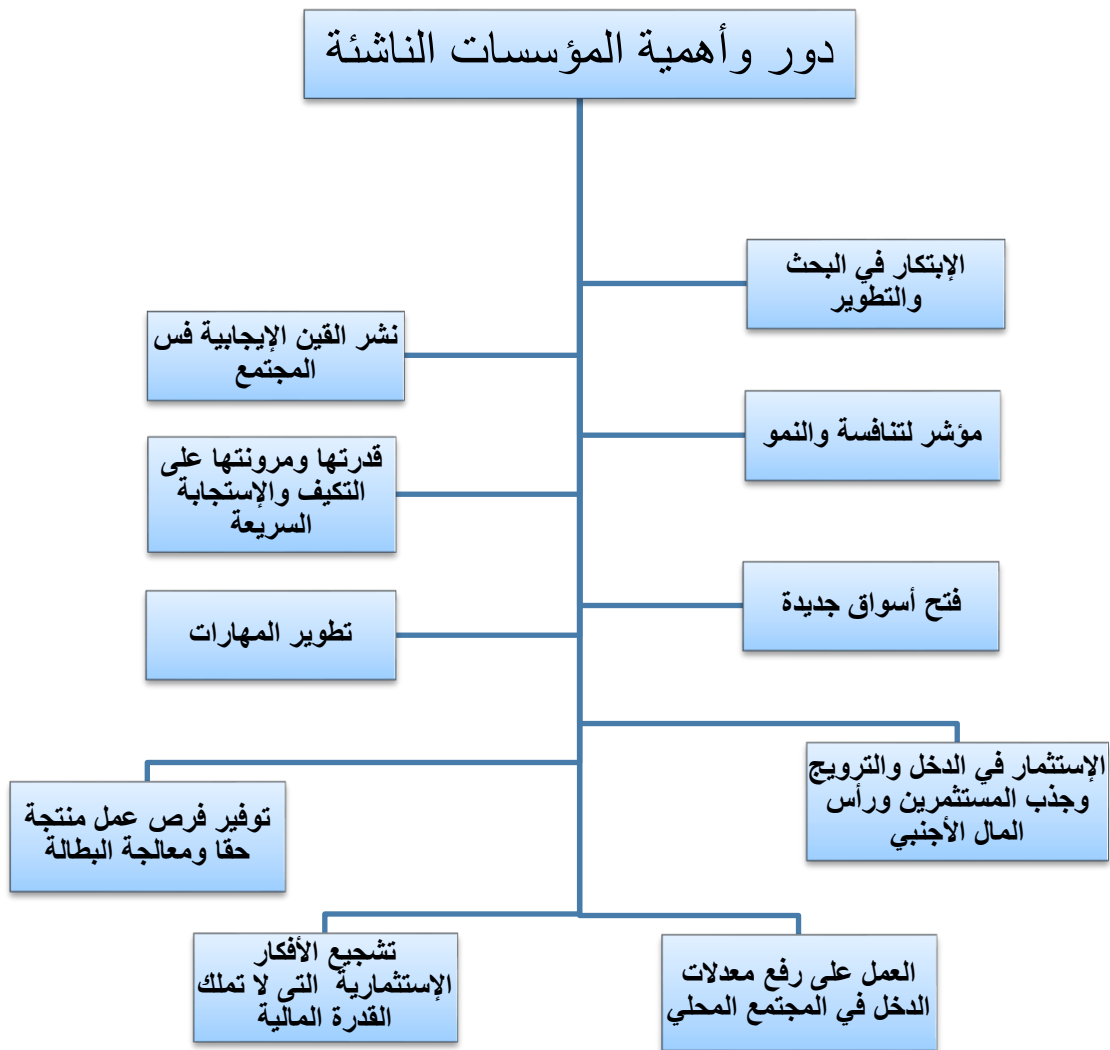 دور وأهمية المؤسسات الناشئة
الإبتكار في البحث
والتطوير
نشر القين الإيجابية فس
المجتمع
مؤشر لتنافسة والنمو
قدرتها ومرونتها على
التكيف والإستجابة
السريعة
فتح أسواق جديدة
تطوير المهارات
الإستثمار في الدخل والترويج
وجذب المستثمرين ورأس
المال الأجنبي
توفير فرص عمل منتجة
حقا ومعالجة البطالة
العمل على رفع معدلات
الدخل في المجتمع المحلي
تشجيع الأفكار
الإستثمارية التى لا تملك
القدرة المالية